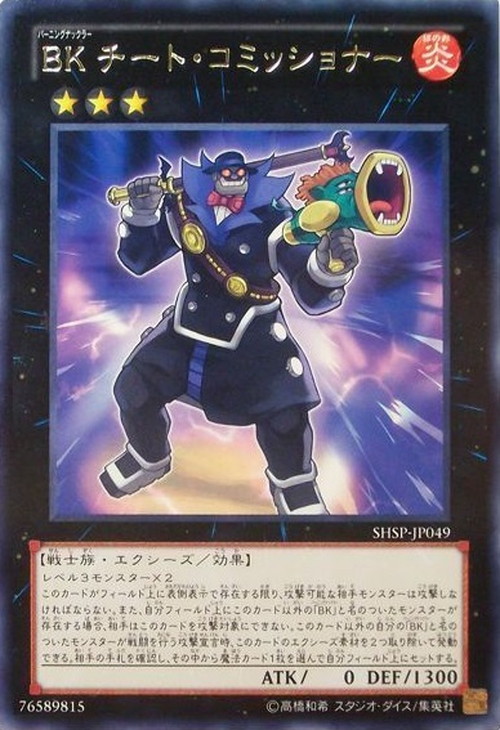 バーニングナックラー
BK チート・コミッショナー
炎
SHSP-JP049
【戦士族・エクシーズ/効果】
レベル3モンスター×2
このカードがフィールド上に表側表示で存在する限り、攻撃可能な相手モンスターは攻撃しな
ければならない。また、自分フィールド上にこのカード以外の「BK」と名のついたモンスターが
存在する場合、相手はこのカードを攻撃対象にできない。このカード以外の自分の「BK」と名の
ついたモンスターが戦闘を行う攻撃宣言時、このカードのエクシーズ素材を2つ取り除いて発動
できる。相手の手札を確認し、その中から魔法カード1枚を選んで自分フィールド上にセットする。
ATK/ 0 DEF/1300
76589815
©高橋和希 スタジオ・ダイス/集英社